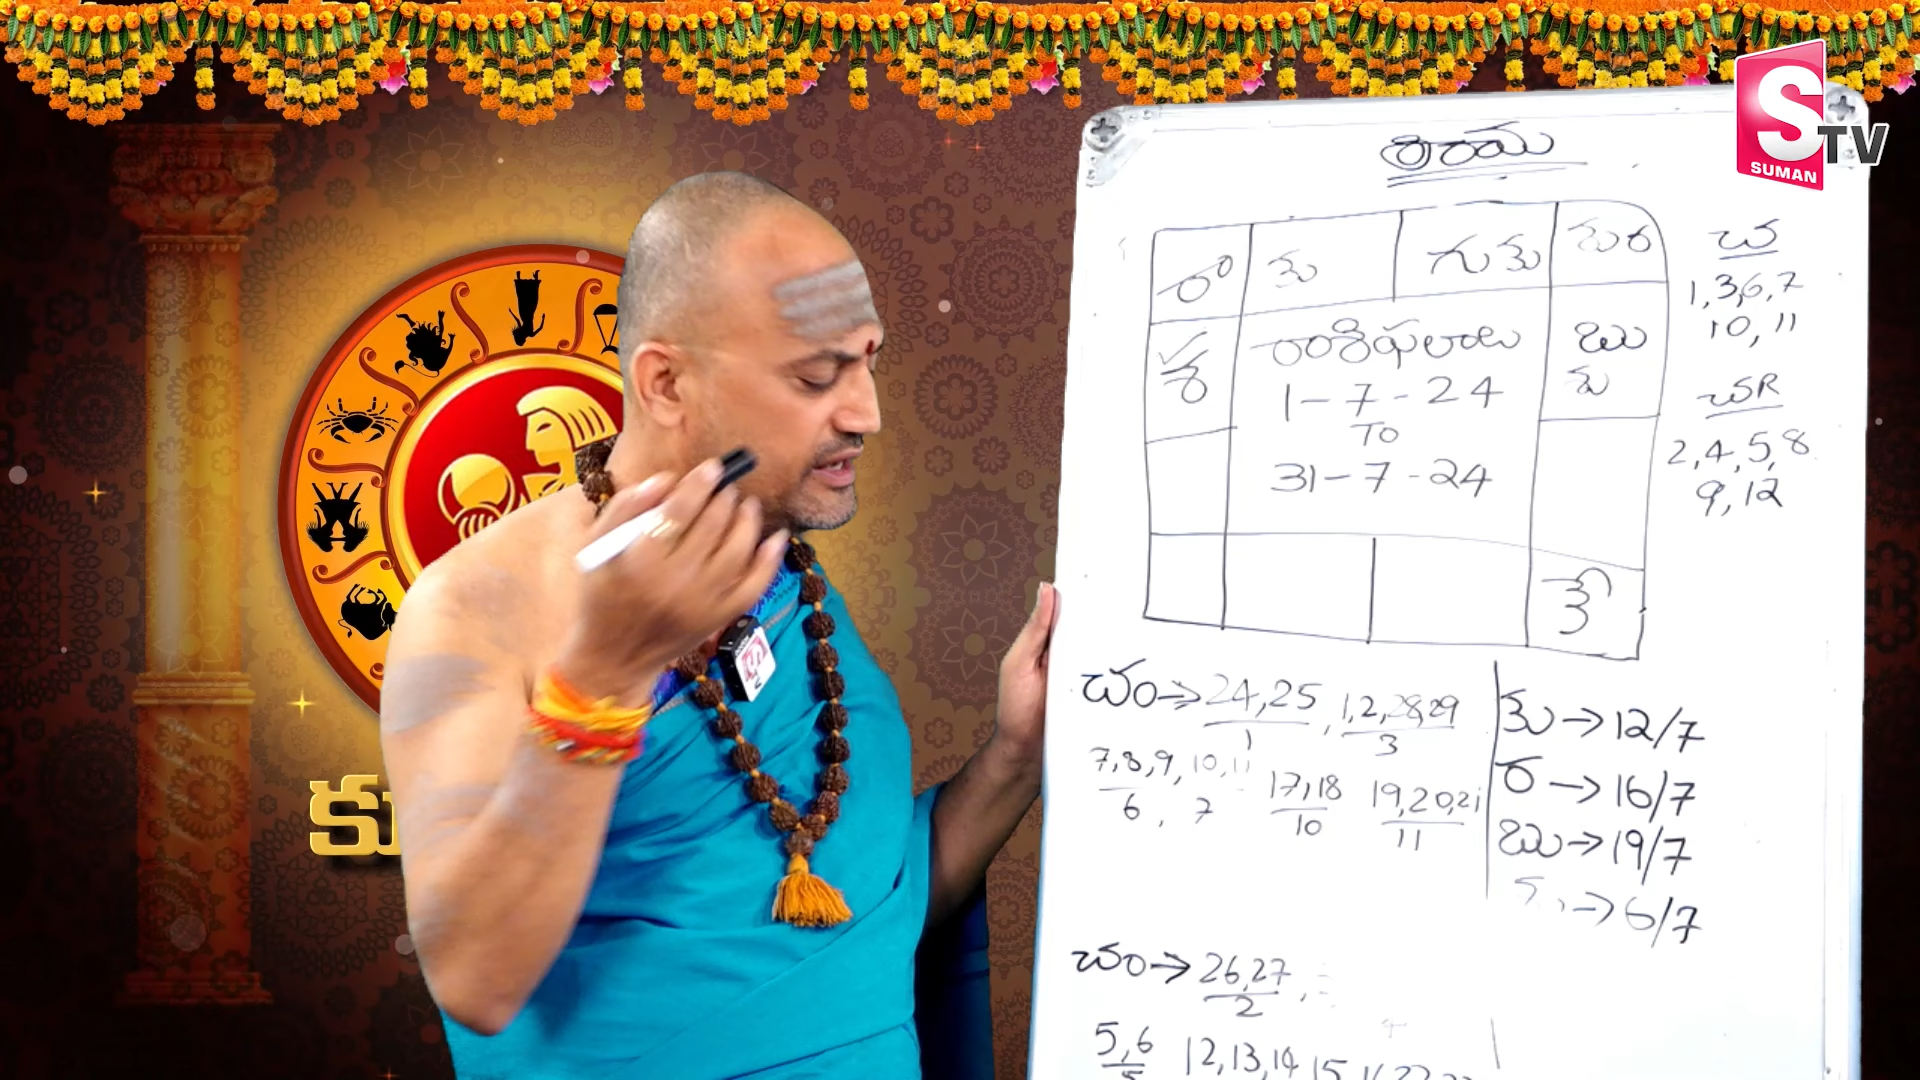 S TV
SUMAN
శ్రీరామ
రా కు గు కు శు ర
చ
1, 3, 6, 7
10, 11
శ
రాశిఫలాలు
బు
శు
1-7-24
TO
31-7-24
చR
2, 4, 5, 8
9, 12
కే
చం→ 24, 25, 1, 2, 28, 29
1 3
7, 8, 9, 10, 11 17, 18 19, 20, 21
6, 7 10 11
కు→ 12/7
ర→ 16/7
బు→ 19/7
→ 6/7
కు
చం→ 26, 27,
2
5, 6 12, 13, 14